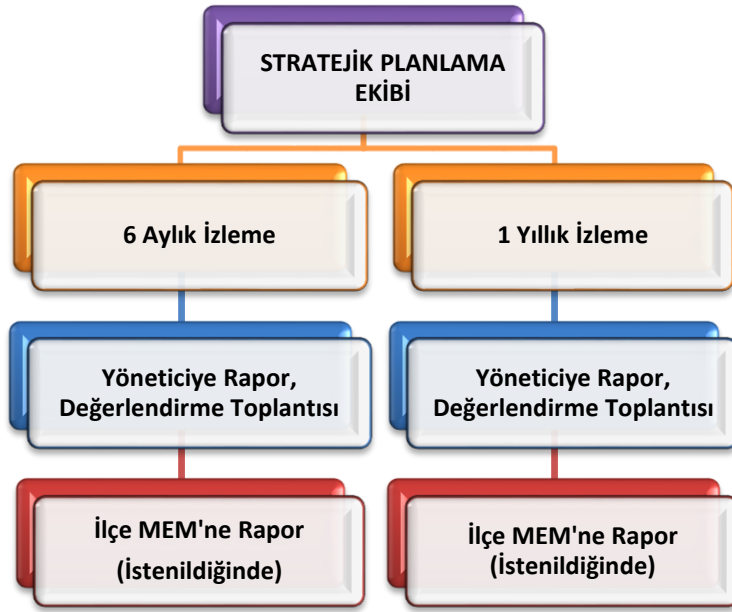 STRATEJİK PLANLAMA
EKİBİ
6 Aylık İzleme
1 Yıllık İzleme
Yöneticiye Rapor,
Değerlendirme Toplantısı
Yöneticiye Rapor,
Değerlendirme Toplantısı
İlçe MEM'ne Rapor
(İstenildiğinde)
İlçe MEM'ne Rapor
(İstenildiğinde)